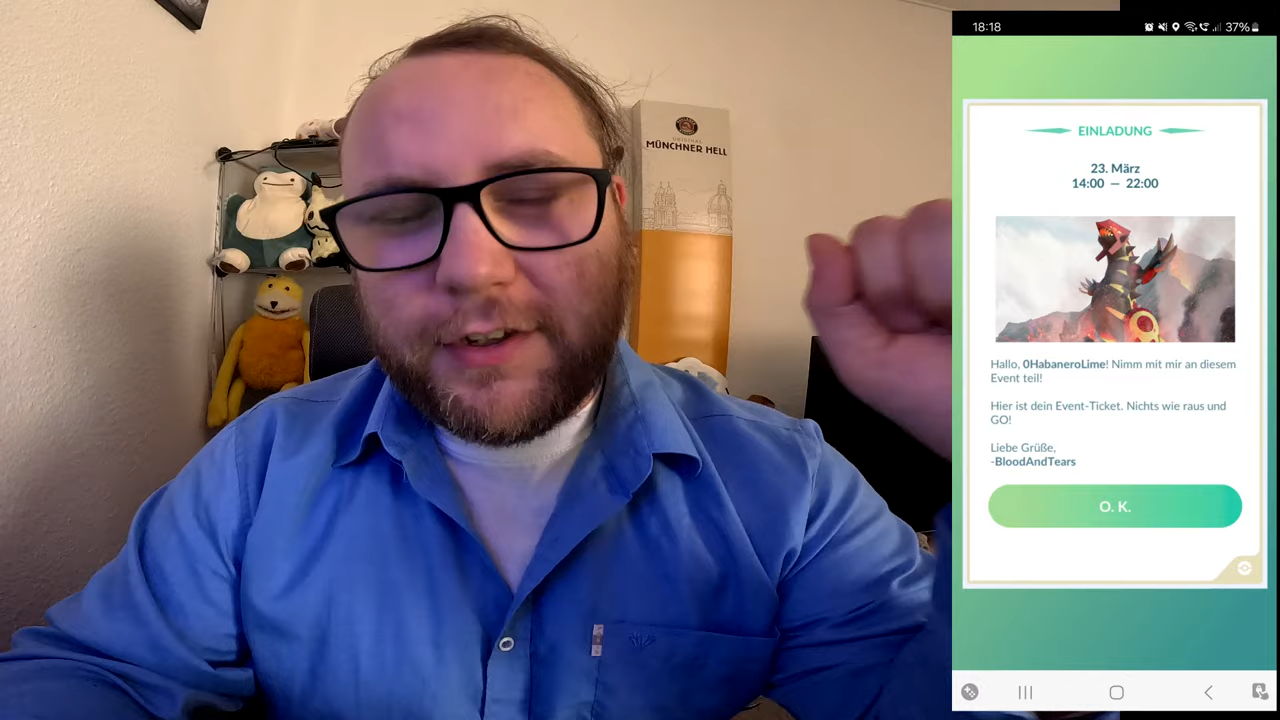 ORIGINAL
MÜNCHNER HELL
18:18
37%
EINLADUNG
23. März
14:00 — 22:00
Hallo, 0HabaneroLime! Nimm mit mir an diesem
Event teil!
Hier ist dein Event-Ticket. Nichts wie raus und
GO!
Liebe Grüße,
-BloodAndTears
O. K.